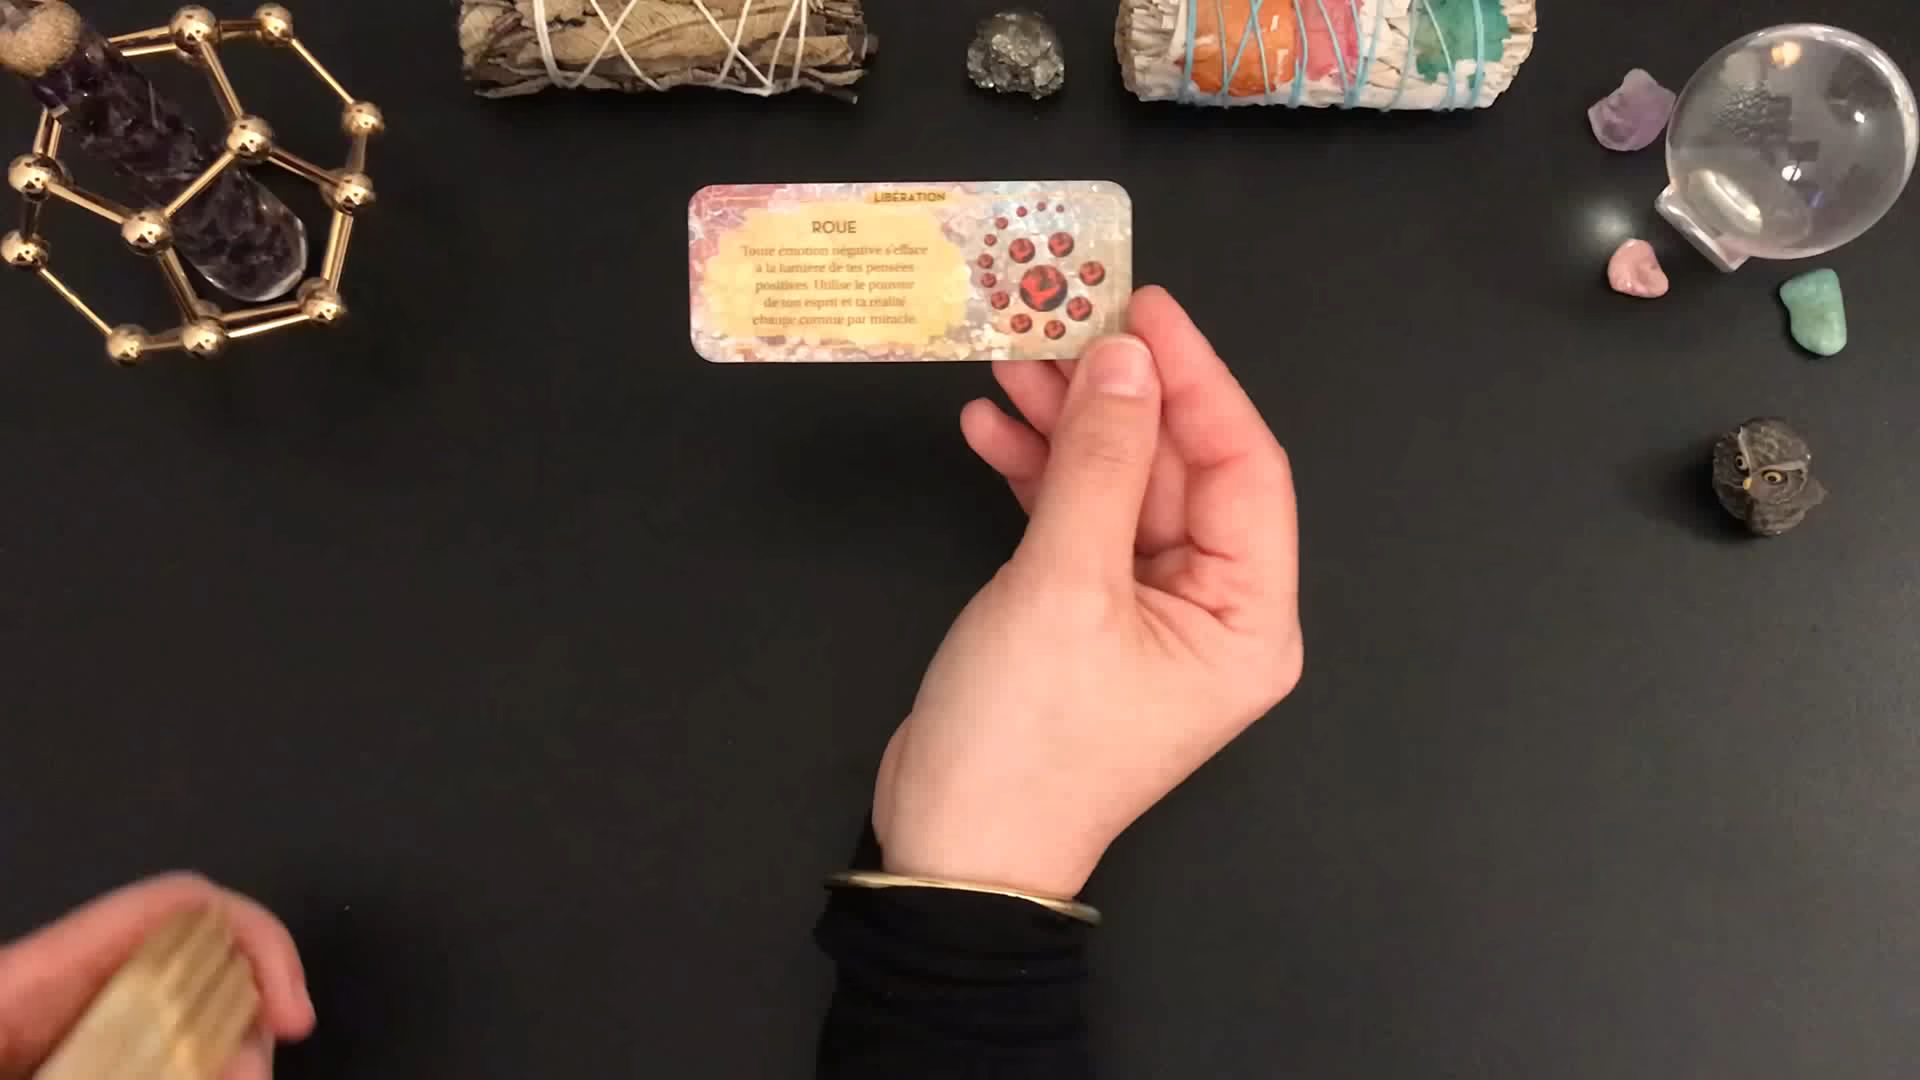 LIBÉRATION
ROUE
Toute émotion négative s'efface
à la lumière de tes pensées
positives. Utilise le pouvoir
de ton esprit et ta réalité
change comme par miracle.